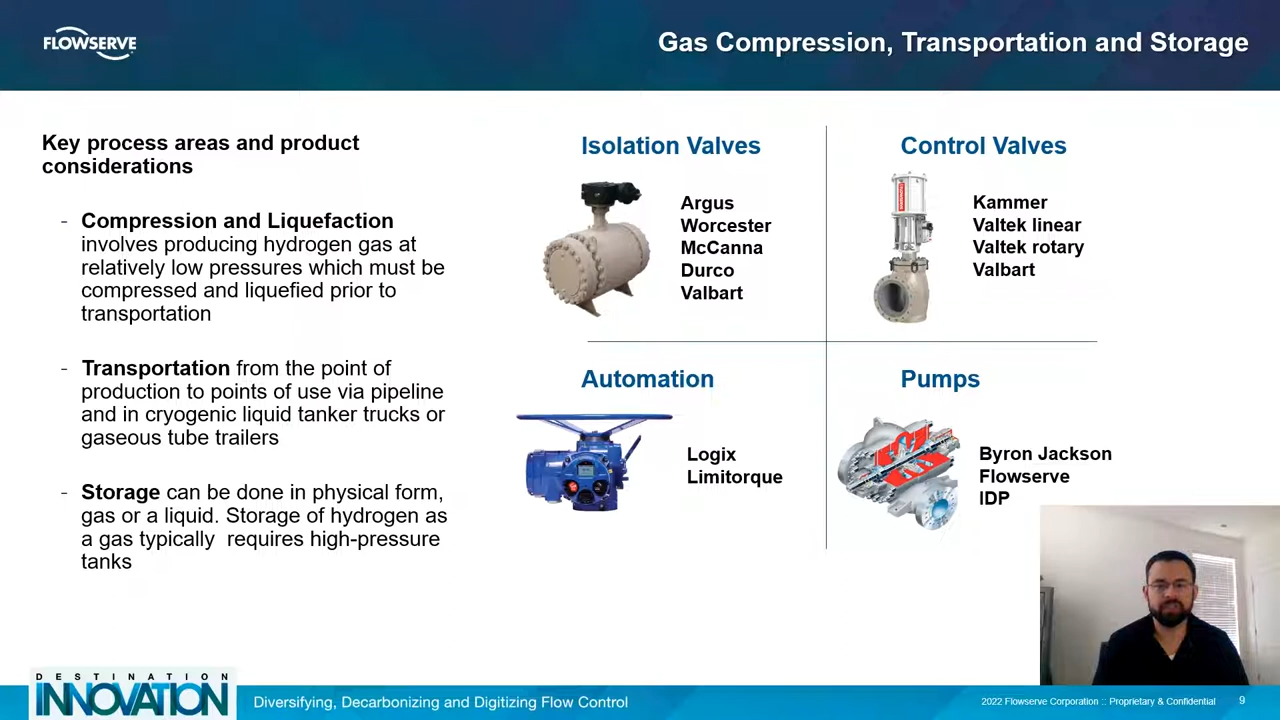 FLOWSERVE
Gas Compression, Transportation and Storage
Key process areas and product
considerations
- Compression and Liquefaction
involves producing hydrogen gas at
relatively low pressures which must be
compressed and liquefied prior to
transportation
- Transportation from the point of
production to points of use via pipeline
and in cryogenic liquid tanker trucks or
gaseous tube trailers
- Storage can be done in physical form,
gas or a liquid. Storage of hydrogen as
a gas typically requires high-pressure
tanks
Isolation Valves
Argus
Worcester
McCanna
Durco
Valbart
Control Valves
Kammer
Valtek linear
Valtek rotary
Valbart
Automation
Logix
Limitorque
Pumps
Byron Jackson
Flowserve
IDP
DESTINATION
INNOVATION
Diversifying, Decarbonizing and Digitizing Flow Control
2022 Flowserve Corporation :: Proprietary & Confidential
9